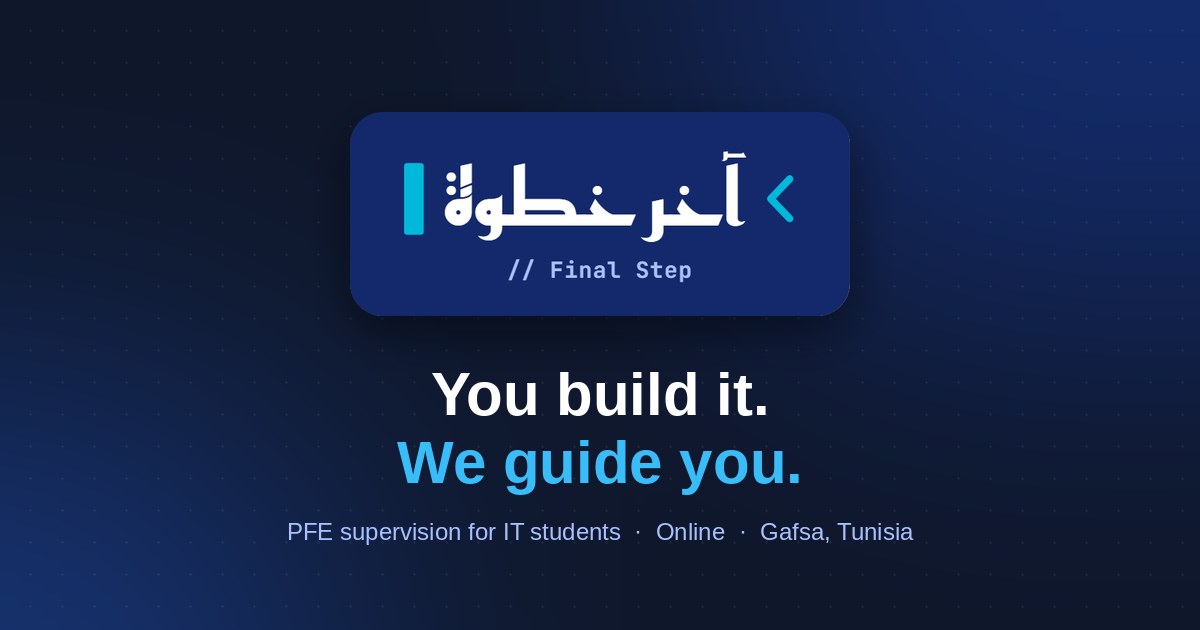 آخر خطوة
// Final Step
You build it.
We guide you.
PFE supervision for IT students · Online · Gafsa, Tunisia